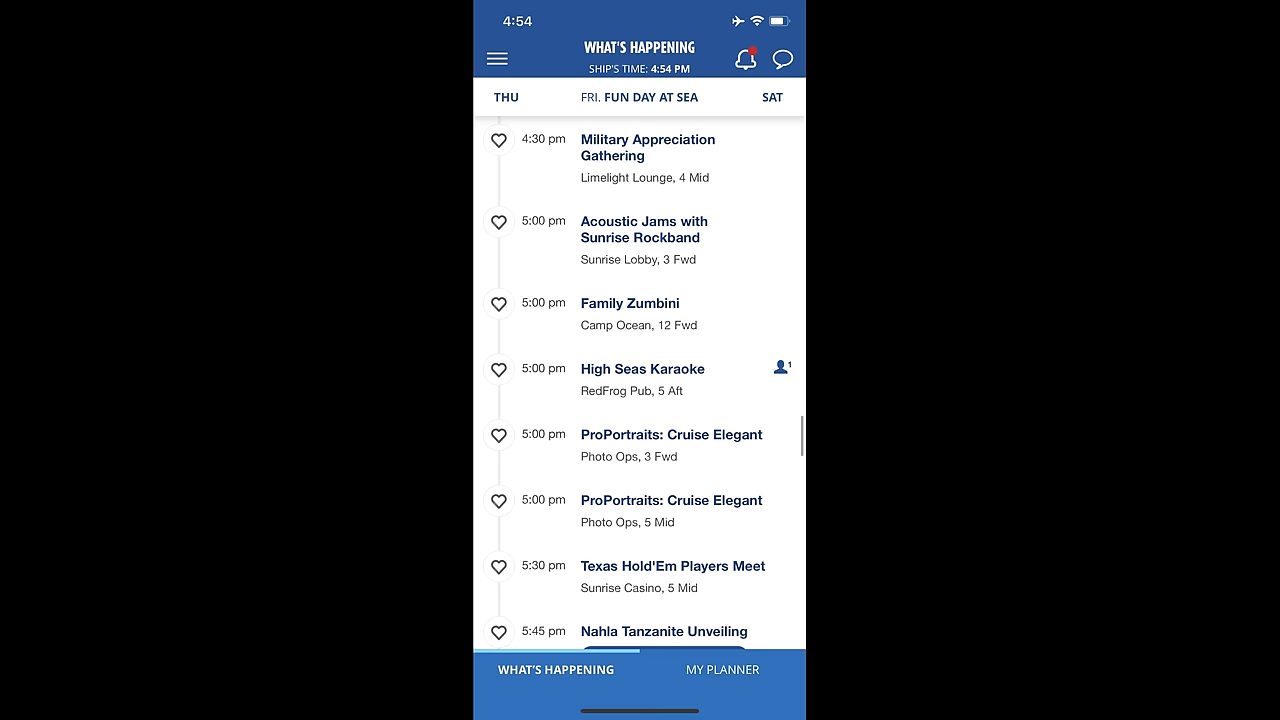 4:54
WHAT'S HAPPENING
SHIP'S TIME: 4:54 PM
THU
FRI. FUN DAY AT SEA
SAT
4:30 pm
Military Appreciation
Gathering
Limelight Lounge, 4 Mid
5:00 pm
Acoustic Jams with
Sunrise Rockband
Sunrise Lobby, 3 Fwd
5:00 pm
Family Zumbini
Camp Ocean, 12 Fwd
5:00 pm
High Seas Karaoke
1
RedFrog Pub, 5 Aft
5:00 pm
ProPortraits: Cruise Elegant
Photo Ops, 3 Fwd
5:00 pm
ProPortraits: Cruise Elegant
Photo Ops, 5 Mid
5:30 pm
Texas Hold'Em Players Meet
Sunrise Casino, 5 Mid
5:45 pm
Nahla Tanzanite Unveiling
WHAT'S HAPPENING
MY PLANNER